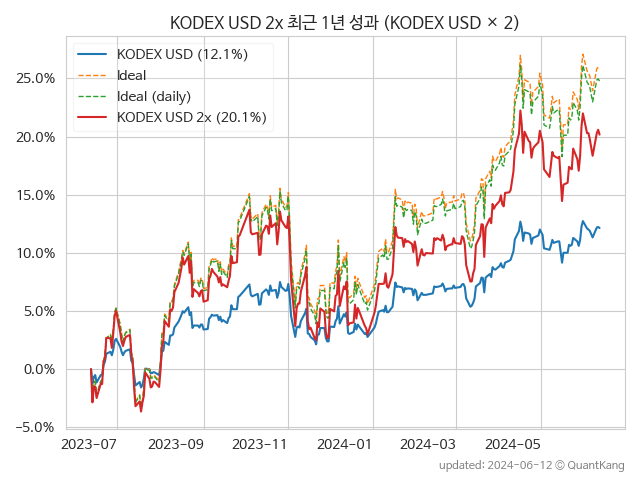 KODEX USD 2x 최근 1년 성과 (KODEX USD × 2)
KODEX USD (12.1%)
Ideal
Ideal (daily)
KODEX USD 2x (20.1%)
25.0%
20.0%
15.0%
10.0%
5.0%
0.0%
−5.0%
2023-07 2023-09 2023-11 2024-01 2024-03 2024-05
updated: 2024-06-12 © QuantKang